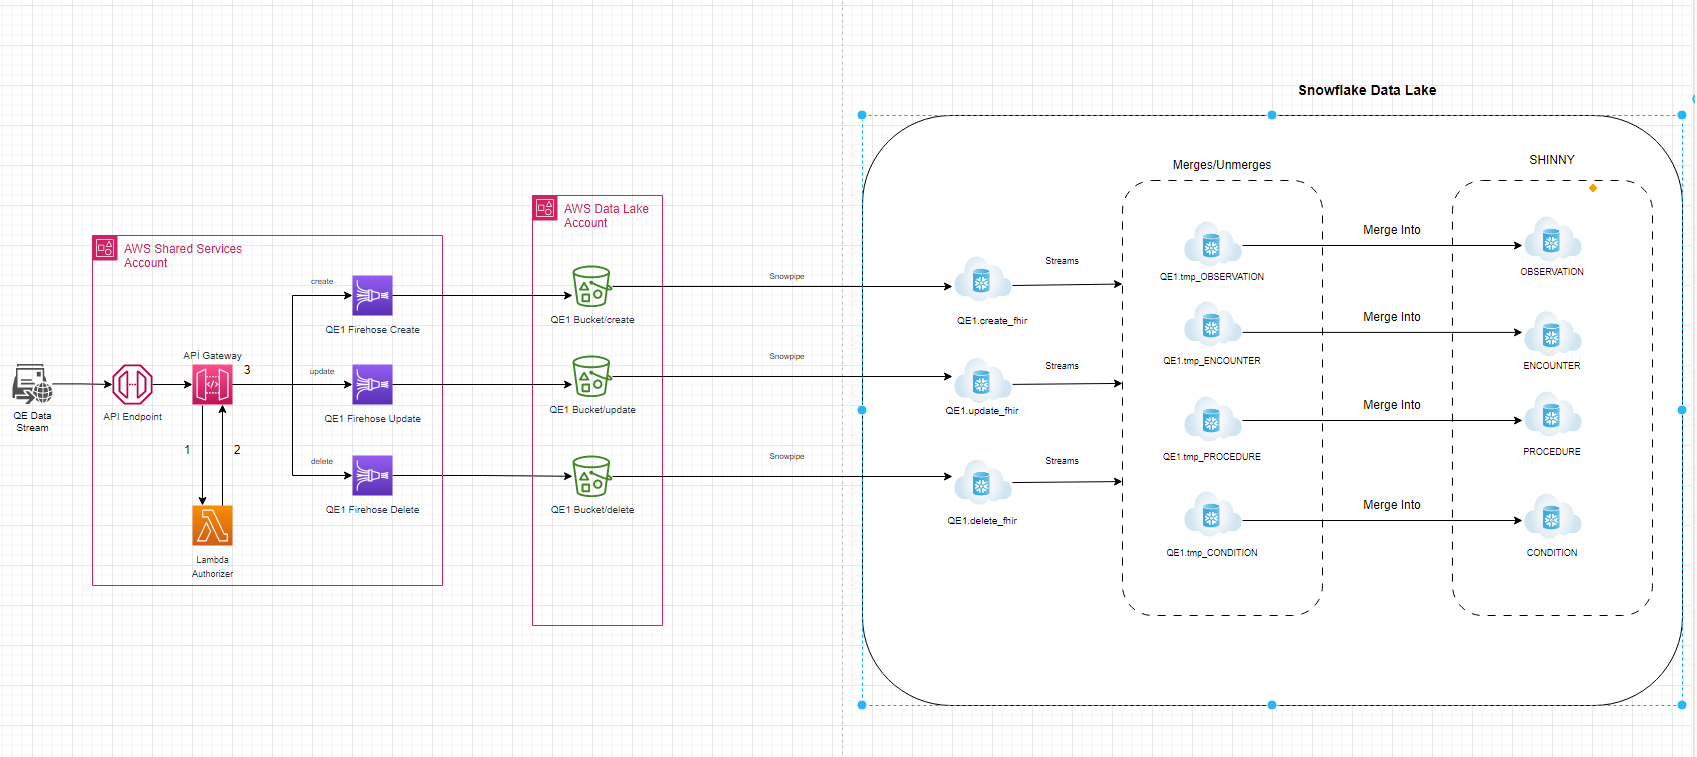 Snowflake Data Lake
Merges/Unmerges
SHINNY
AWS Data Lake
Account
AWS Shared Services
Account
create
QE1 Firehose Create
QE1 Bucket/create
Snowpipe
QE1.create_fhir
Streams
QE1.tmp_OBSERVATION
Merge Into
OBSERVATION
API Gateway
3
update
QE1 Firehose Update
QE1 Bucket/update
Snowpipe
QE1.update_fhir
Streams
QE1.tmp_ENCOUNTER
Merge Into
ENCOUNTER
QE Data
Stream
API Endpoint
1
2
QE1.tmp_PROCEDURE
Merge Into
PROCEDURE
delete
QE1 Firehose Delete
QE1 Bucket/delete
Snowpipe
QE1.delete_fhir
Streams
QE1.tmp_CONDITION
Merge Into
CONDITION
Lambda
Authorizer